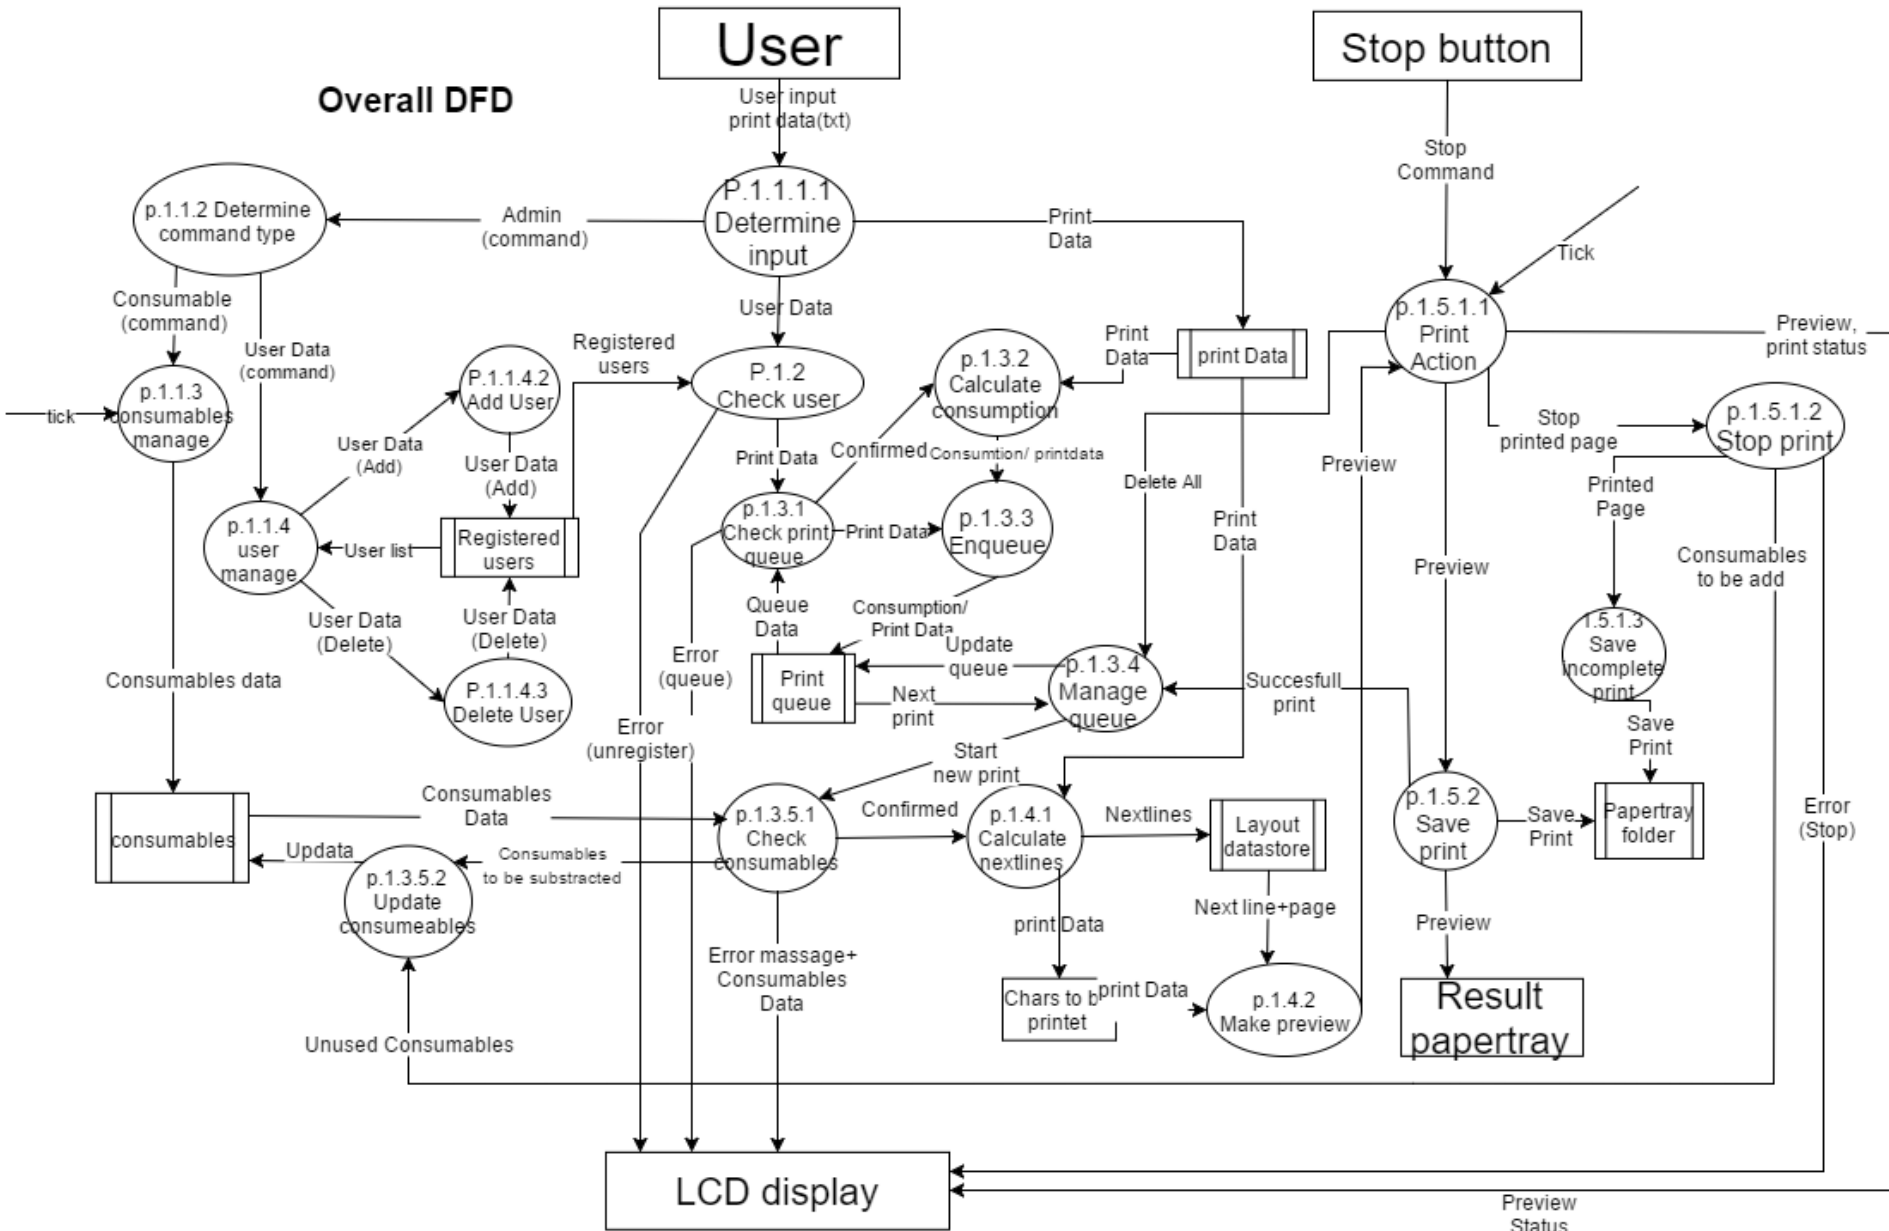 User
Stop button
Overall DFD
User input
print data(txt)
Stop
Command
P.1.1.1.1
Determine
input
p.1.1.2 Determine
command type
Admin
(command)
Print
Data
Tick
Consumable
(command)
User Data
User Data
(command)
Registered
users
Print
Data
print Data
p.1.5.1.1
Print
Action
Preview,
print status
p.1.1.3
consumables
manage
tick
P.1.1.4.2
Add User
P.1.2
Check user
p.1.3.2
Calculate
consumption
Stop
printed page
p.1.5.1.2
Stop print
User Data
(Add)
User Data
(Add)
Print Data
Confirmed
Consumtion/ printdata
Delete All
Preview
Printed
Page
p.1.1.4
user
manage
User list
Registered
users
p.1.3.1
Check print
queue
Print Data
p.1.3.3
Enqueue
Print
Data
Preview
Consumables
to be add
User Data
(Delete)
User Data
(Delete)
Queue
Data
Consumption/
Print Data
1.5.1.3
Save
incomplete
print
Consumables data
P.1.1.4.3
Delete User
Error
(queue)
Print
queue
Update
queue
Next
print
p.1.3.4
Manage
queue
Succesfull
print
Save
Print
Error
(unregister)
Start
new print
consumables
Consumables
Data
p.1.3.5.1
Check
consumables
Confirmed
p.1.4.1
Calculate
nextlines
Nextlines
Layout
datastore
p.1.5.2
Save
print
Save
Print
Papertray
folder
Error
(Stop)
Updata
Consumables
to be substracted
p.1.3.5.2
Update
consumeables
print Data
Next line+page
Preview
Error massage+
Consumables
Data
Chars to b
printet
print Data
p.1.4.2
Make preview
Result
papertray
Unused Consumables
LCD display
Preview
Status